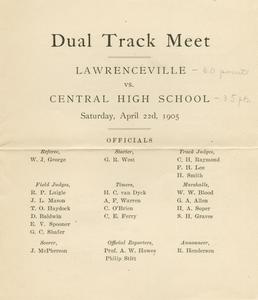 Dual Track Meet
LAWRENCEVILLE – 60 points
vs.
CENTRAL HIGH SCHOOL – 35 pts.
Saturday, April 22d, 1905
OFFICIALS
Referee, Starter, Track Judges,
W. J. George G. R. West C. H. Raymond
F. H. Lee
H. Smith
Field Judges, Timers, Marshalls,
R. P. Luigle H. C. van Dyck W. W. Blood
J. L. Mason A. F. Warren G. A. Allen
T. O. Haydock C. O'Brien H. A. Soper
D. Baldwin C. E. Ferry S. H. Graves
E. V. Spooner
G. C. Shafer
Scorer, Official Reporters, Announcer,
J. McPherson Prof. A. W. Howes R. Henderson
Philip Stift